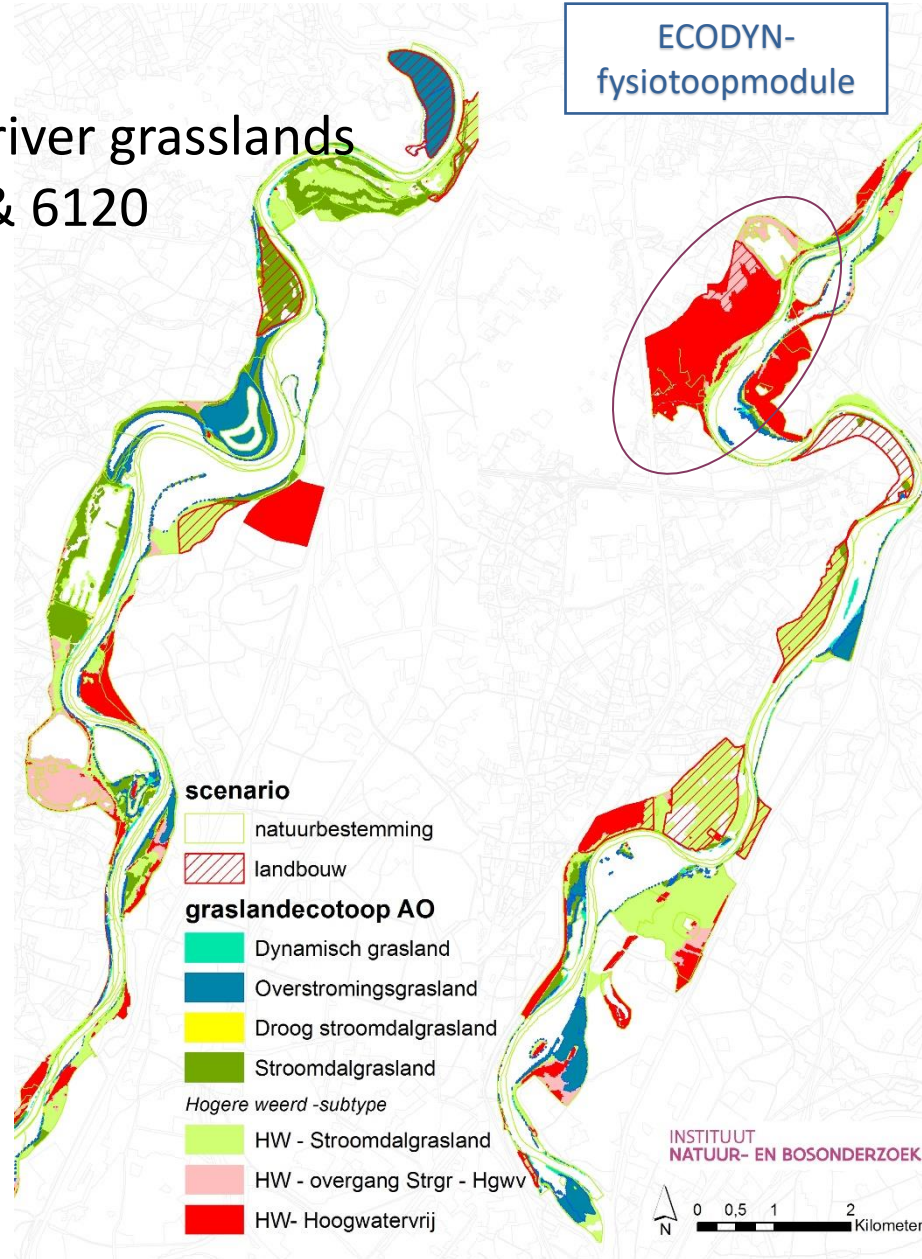 ECODYN-
fysiotoopmodule
river grasslands
& 6120
scenario
natuurbestemming
landbouw
graslandecotoop AO
Dynamisch grasland
Overstromingsgrasland
Droog stroomdalgrasland
Stroomdalgrasland
Hogere weerd -subtype
HW - Stroomdalgrasland
HW - overgang Strgr - Hgwv
HW- Hoogwatervrij
INSTITUUT
NATUUR- EN BOSONDERZOEK
N
0 0,5 1 2
Kilometer